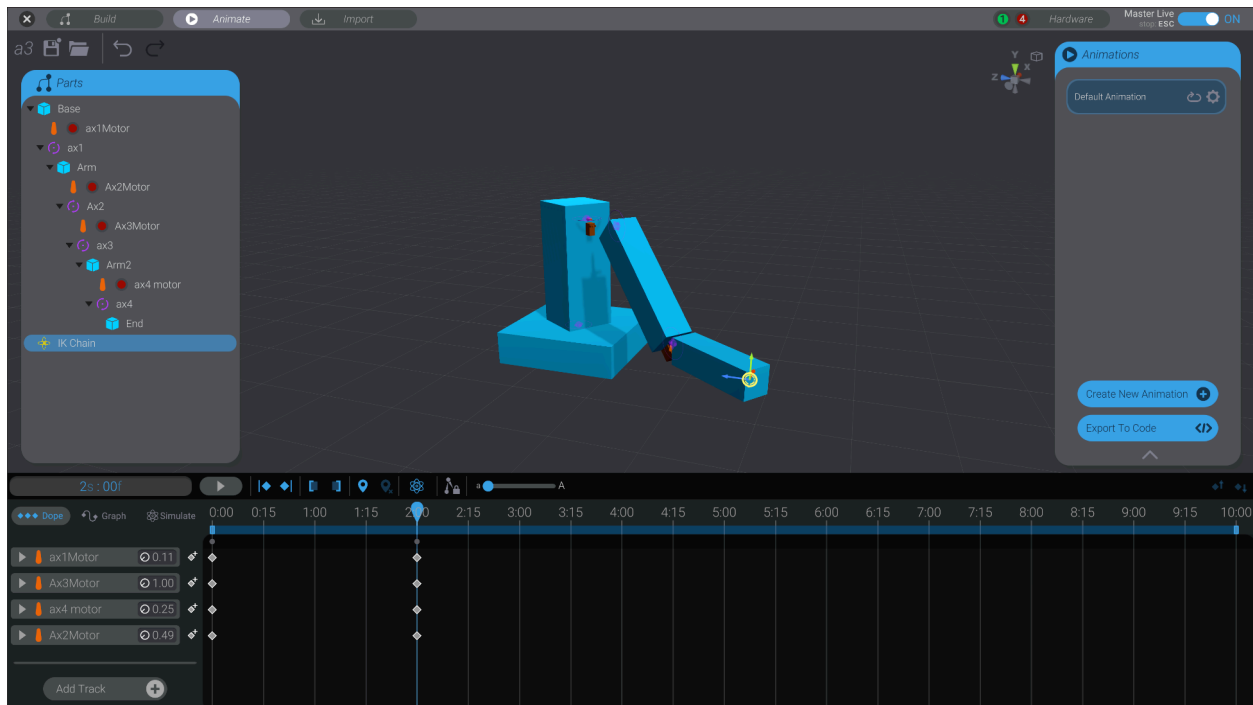 Build
Animate
Import
1 4 Hardware
Master Live
stop: ESC
ON
a3
Parts
Base
ax1Motor
ax1
Arm
Ax2Motor
Ax2
Ax3Motor
ax3
Arm2
ax4 motor
ax4
End
IK Chain
Y
X
Z
Animations
Default Animation
Create New Animation
Export To Code </>
2s:00f
a A
Dope Graph Simulate
0:00 0:15 1:00 1:15 2:00 2:15 3:00 3:15 4:00 4:15 5:00 5:15 6:00 6:15 7:00 7:15 8:00 8:15 9:00 9:15 10:00
ax1Motor 0.11
Ax3Motor 1.00
ax4 motor 0.25
Ax2Motor 0.49
Add Track